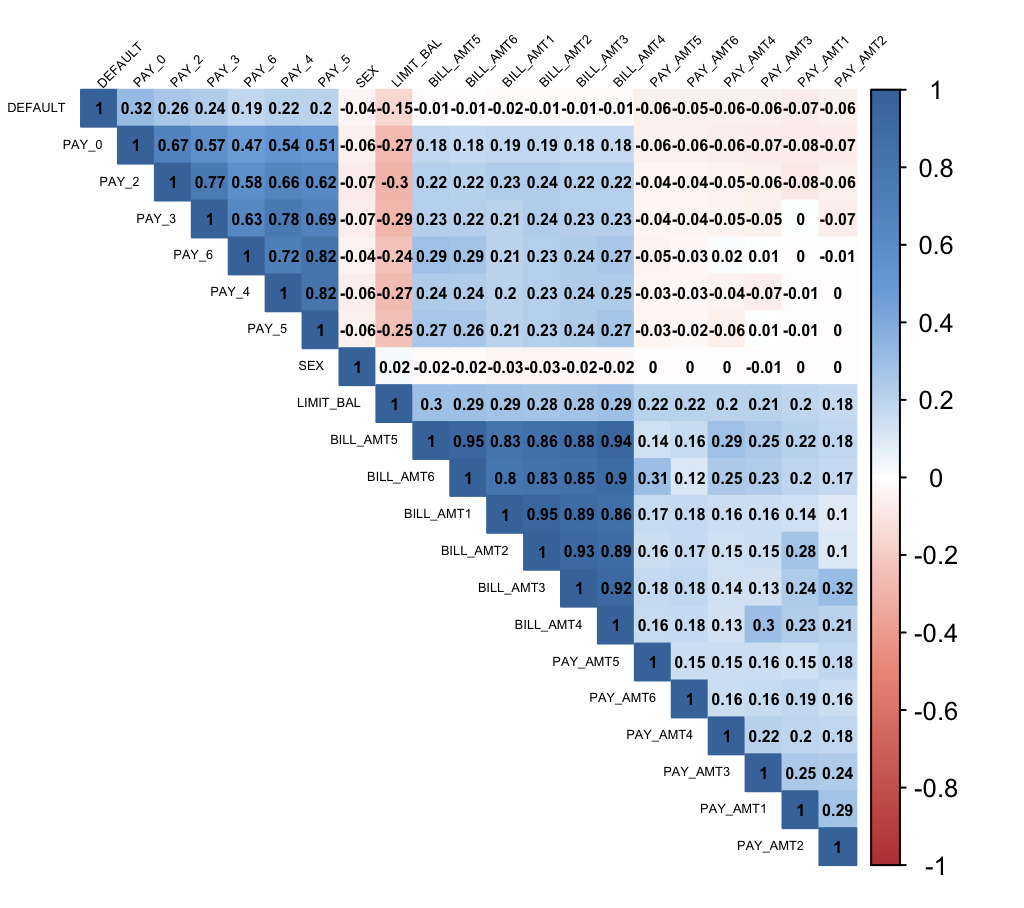 DEFAULT PAY_0 PAY_2 PAY_3 PAY_6 PAY_4 PAY_5 SEX LIMIT_BAL BILL_AMT5 BILL_AMT6 BILL_AMT1 BILL_AMT2 BILL_AMT3 BILL_AMT4 PAY_AMT5 PAY_AMT6 PAY_AMT4 PAY_AMT3 PAY_AMT1 PAY_AMT2
DEFAULT 1 0.32 0.26 0.24 0.19 0.22 0.2 -0.04 -0.15 -0.01 -0.01 -0.02 -0.01 -0.01 -0.01 -0.06 -0.05 -0.06 -0.06 -0.07 -0.06
PAY_0 1 0.67 0.57 0.47 0.54 0.51 -0.06 -0.27 0.18 0.18 0.19 0.19 0.18 0.18 -0.06 -0.06 -0.06 -0.07 -0.08 -0.07
PAY_2 1 0.77 0.58 0.66 0.62 -0.07 -0.3 0.22 0.22 0.23 0.24 0.22 0.22 -0.04 -0.04 -0.05 -0.06 -0.08 -0.06
PAY_3 1 0.63 0.78 0.69 -0.07 -0.29 0.23 0.22 0.21 0.24 0.23 0.23 -0.04 -0.04 -0.05 -0.05 0 -0.07
PAY_6 1 0.72 0.82 -0.04 -0.24 0.29 0.29 0.21 0.23 0.24 0.27 -0.05 -0.03 0.02 0.01 0 -0.01
PAY_4 1 0.82 -0.06 -0.27 0.24 0.24 0.2 0.23 0.24 0.25 -0.03 -0.03 -0.04 -0.07 -0.01 0
PAY_5 1 -0.06 -0.25 0.27 0.26 0.21 0.23 0.24 0.27 -0.03 -0.02 -0.06 0.01 -0.01 0
SEX 1 0.02 -0.02 -0.02 -0.03 -0.03 -0.02 -0.02 0 0 0 -0.01 0 0
LIMIT_BAL 1 0.3 0.29 0.29 0.28 0.28 0.29 0.22 0.22 0.2 0.21 0.2 0.18
BILL_AMT5 1 0.95 0.83 0.86 0.88 0.94 0.14 0.16 0.29 0.25 0.22 0.18
BILL_AMT6 1 0.8 0.83 0.85 0.9 0.31 0.12 0.25 0.23 0.2 0.17
BILL_AMT1 1 0.95 0.89 0.86 0.17 0.18 0.16 0.16 0.14 0.1
BILL_AMT2 1 0.93 0.89 0.16 0.17 0.15 0.15 0.28 0.1
BILL_AMT3 1 0.92 0.18 0.18 0.14 0.13 0.24 0.32
BILL_AMT4 1 0.16 0.18 0.13 0.3 0.23 0.21
PAY_AMT5 1 0.15 0.15 0.16 0.15 0.18
PAY_AMT6 1 0.16 0.16 0.19 0.16
PAY_AMT4 1 0.22 0.2 0.18
PAY_AMT3 1 0.25 0.24
PAY_AMT1 1 0.29
PAY_AMT2 1
1
0.8
0.6
0.4
0.2
0
-0.2
-0.4
-0.6
-0.8
-1